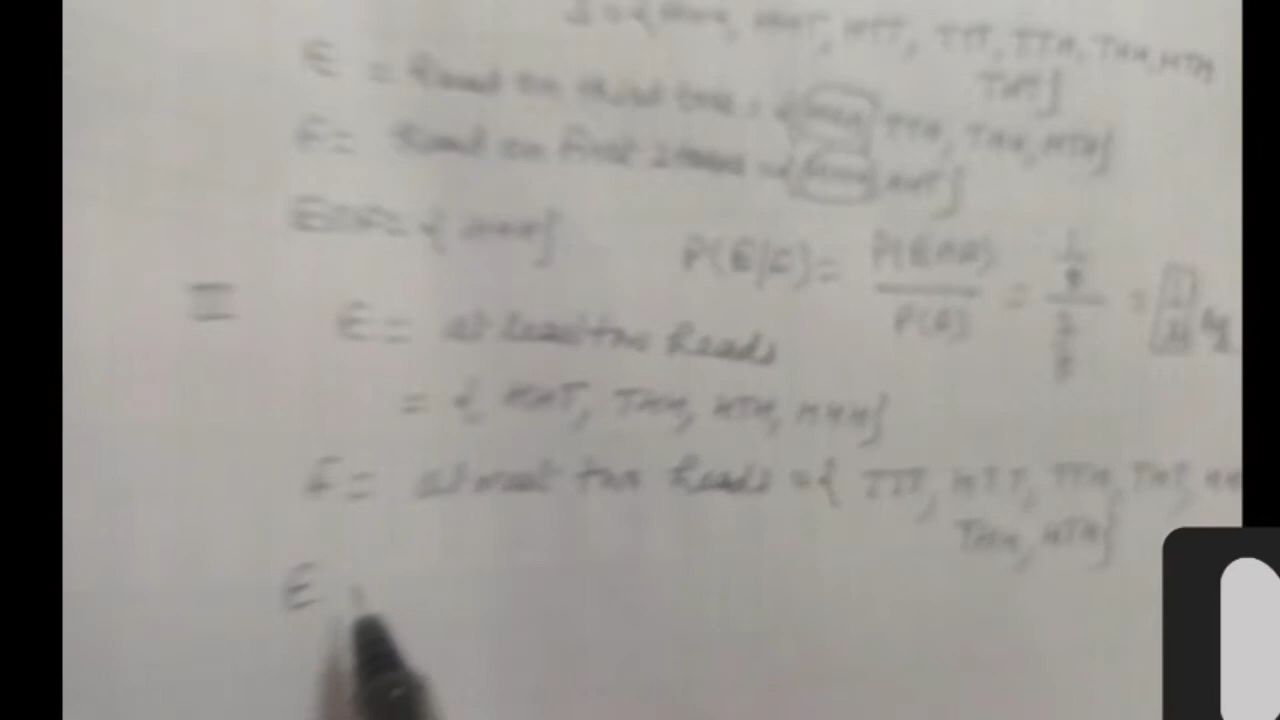 S = {HHH, HHT, HTT, TTT, TTH, THH, HTH
THT}
E = Head on third toss = {HHH, TTH, THH, HTH}
F = Head on first 2 tosses = {HHH, HHT}
E∩F = { HHH}
P(E|F) = P(E∩F) / P(F) =
II
E = at least two heads
= { HHT, THH, HTH, HHH}
F = at most two heads = { TTT, HTT, TTH, THT, HH
THH, HTH}
E